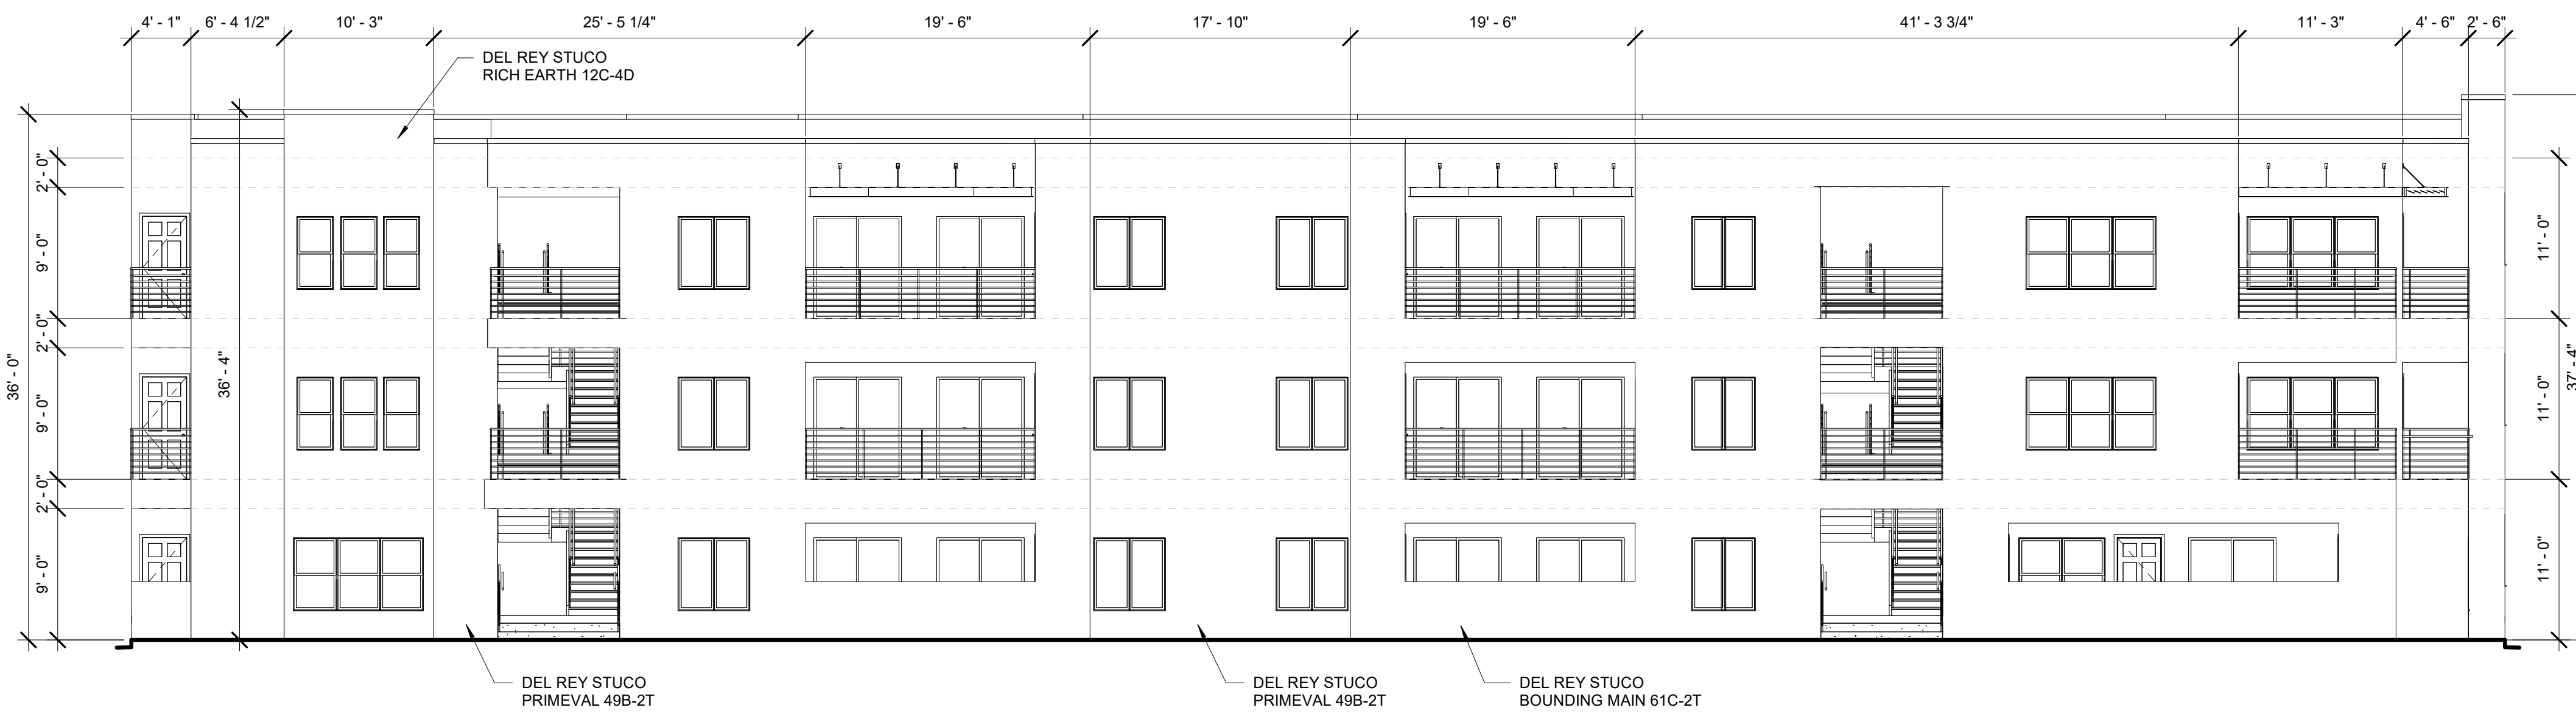 4' - 1" 6' - 4 1/2" 10' - 3" 25' - 5 1/4" 19' - 6" 17' - 10" 19' - 6" 41' - 3 3/4" 11' - 3" 4' - 6" 2' - 6"
DEL REY STUCO
RICH EARTH 12C-4D
36' - 0"
2' - 0"
9' - 0"
2' - 0"
9' - 0"
2' - 0"
9' - 0"
36' - 4"
11' - 0"
11' - 0"
11' - 0"
37' - 4"
DEL REY STUCO
PRIMEVAL 49B-2T
DEL REY STUCO
PRIMEVAL 49B-2T
DEL REY STUCO
BOUNDING MAIN 61C-2T